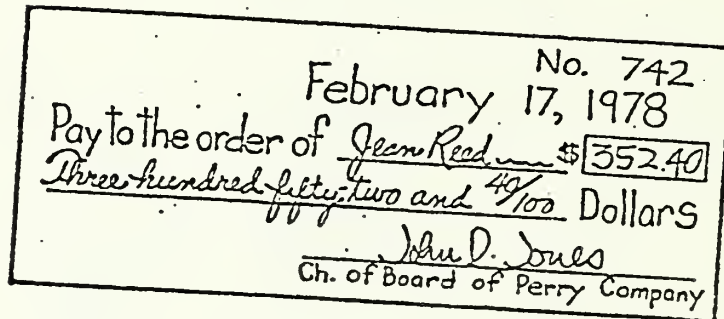 No. 742
February 17, 1978
Pay to the order of Jean Reed $ 352.40
Three hundred fifty-two and 40/100 Dollars
John D. Jones
Ch. of Board of Perry Company